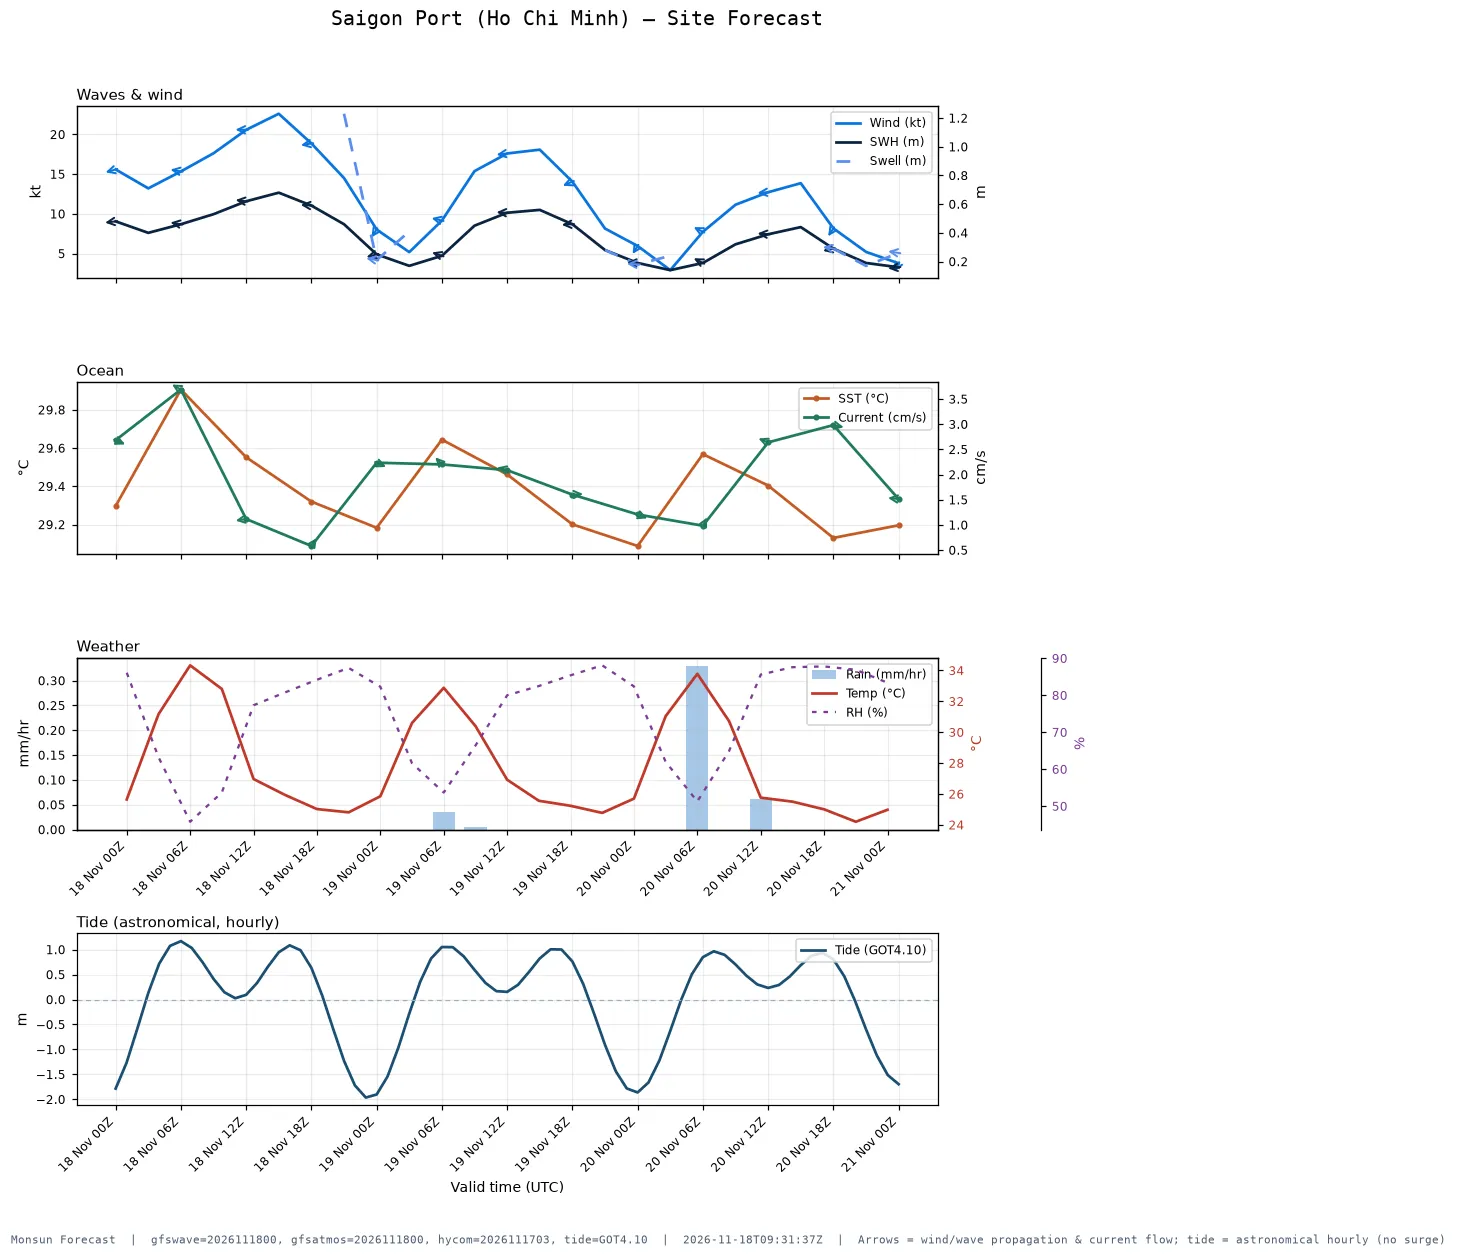 Saigon Port (Ho Chi Minh) — Site Forecast
Waves & wind
kt
20
15
10
5
Wind (kt)
SWH (m)
Swell (m)
1.2
1.0
0.8
0.6
0.4
0.2
m
Ocean
°C
29.8
29.6
29.4
29.2
SST (°C)
Current (cm/s)
3.5
3.0
2.5
2.0
1.5
1.0
0.5
cm/s
Weather
mm/hr
0.30
0.25
0.20
0.15
0.10
0.05
0.00
Rain (mm/hr)
Temp (°C)
RH (%)
34
32
30
28
26
24
°C
90
80
70
60
50
%
18 Nov 00Z
18 Nov 06Z
18 Nov 12Z
18 Nov 18Z
19 Nov 00Z
19 Nov 06Z
19 Nov 12Z
19 Nov 18Z
20 Nov 00Z
20 Nov 06Z
20 Nov 12Z
20 Nov 18Z
21 Nov 00Z
Tide (astronomical, hourly)
m
1.0
0.5
0.0
−0.5
−1.0
−1.5
−2.0
Tide (GOT4.10)
18 Nov 00Z
18 Nov 06Z
18 Nov 12Z
18 Nov 18Z
19 Nov 00Z
19 Nov 06Z
19 Nov 12Z
19 Nov 18Z
20 Nov 00Z
20 Nov 06Z
20 Nov 12Z
20 Nov 18Z
21 Nov 00Z
Valid time (UTC)
Monsun Forecast | gfswave=2026111800, gfsatmos=2026111800, hycom=2026111703, tide=GOT4.10 | 2026-11-18T09:31:37Z | Arrows = wind/wave propagation & current flow; tide = astronomical hourly (no surge)